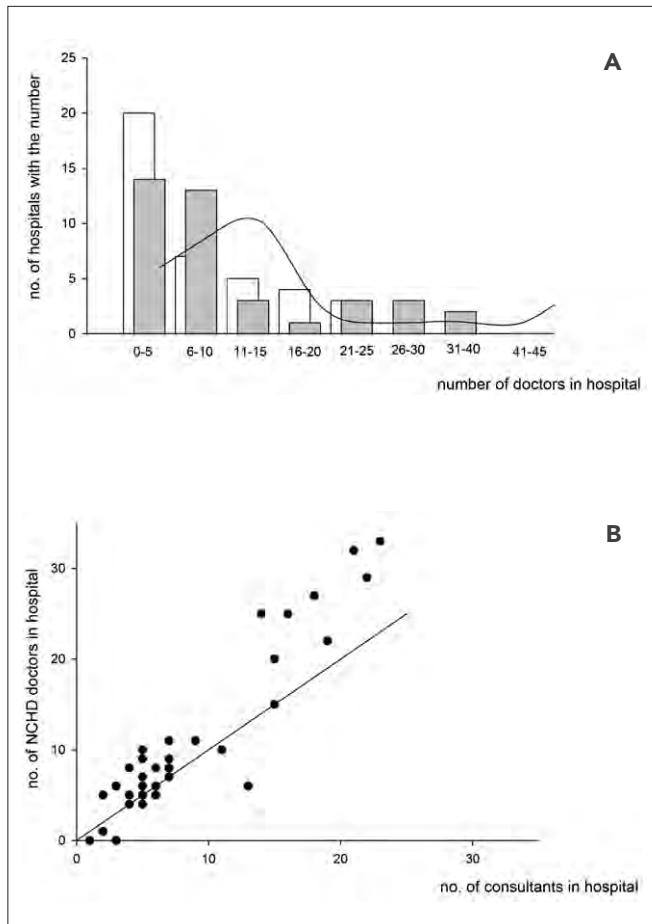 A
25
20
15
10
5
0
no. of hospitals with the number
0-5 6-10 11-15 16-20 21-25 26-30 31-40 41-45
number of doctors in hospital
B
30
20
10
0
no. of NCHD doctors in hospital
0 10 20 30
no. of consultants in hospital